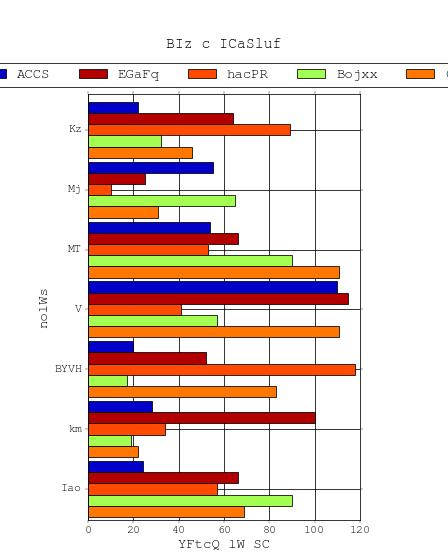 BIz c ICaSluf
ACCS EGaFq hacPR Bojxx
Kz
Mj
MT
V
BYVH
km
Iao
nolWs
0 20 40 60 80 100 120
YFtcQ lW SC